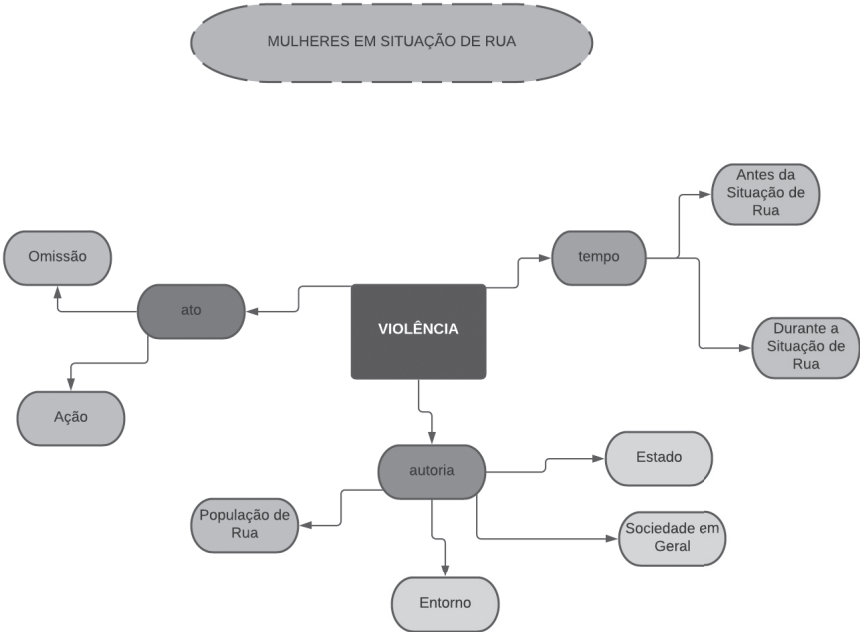 MULHERES EM SITUAÇÃO DE RUA
Antes da
Situação de
Rua
Omissão
tempo
ato
VIOLÊNCIA
Durante a
Situação de
Rua
Ação
autoria
Estado
População de
Rua
Sociedade em
Geral
Entorno